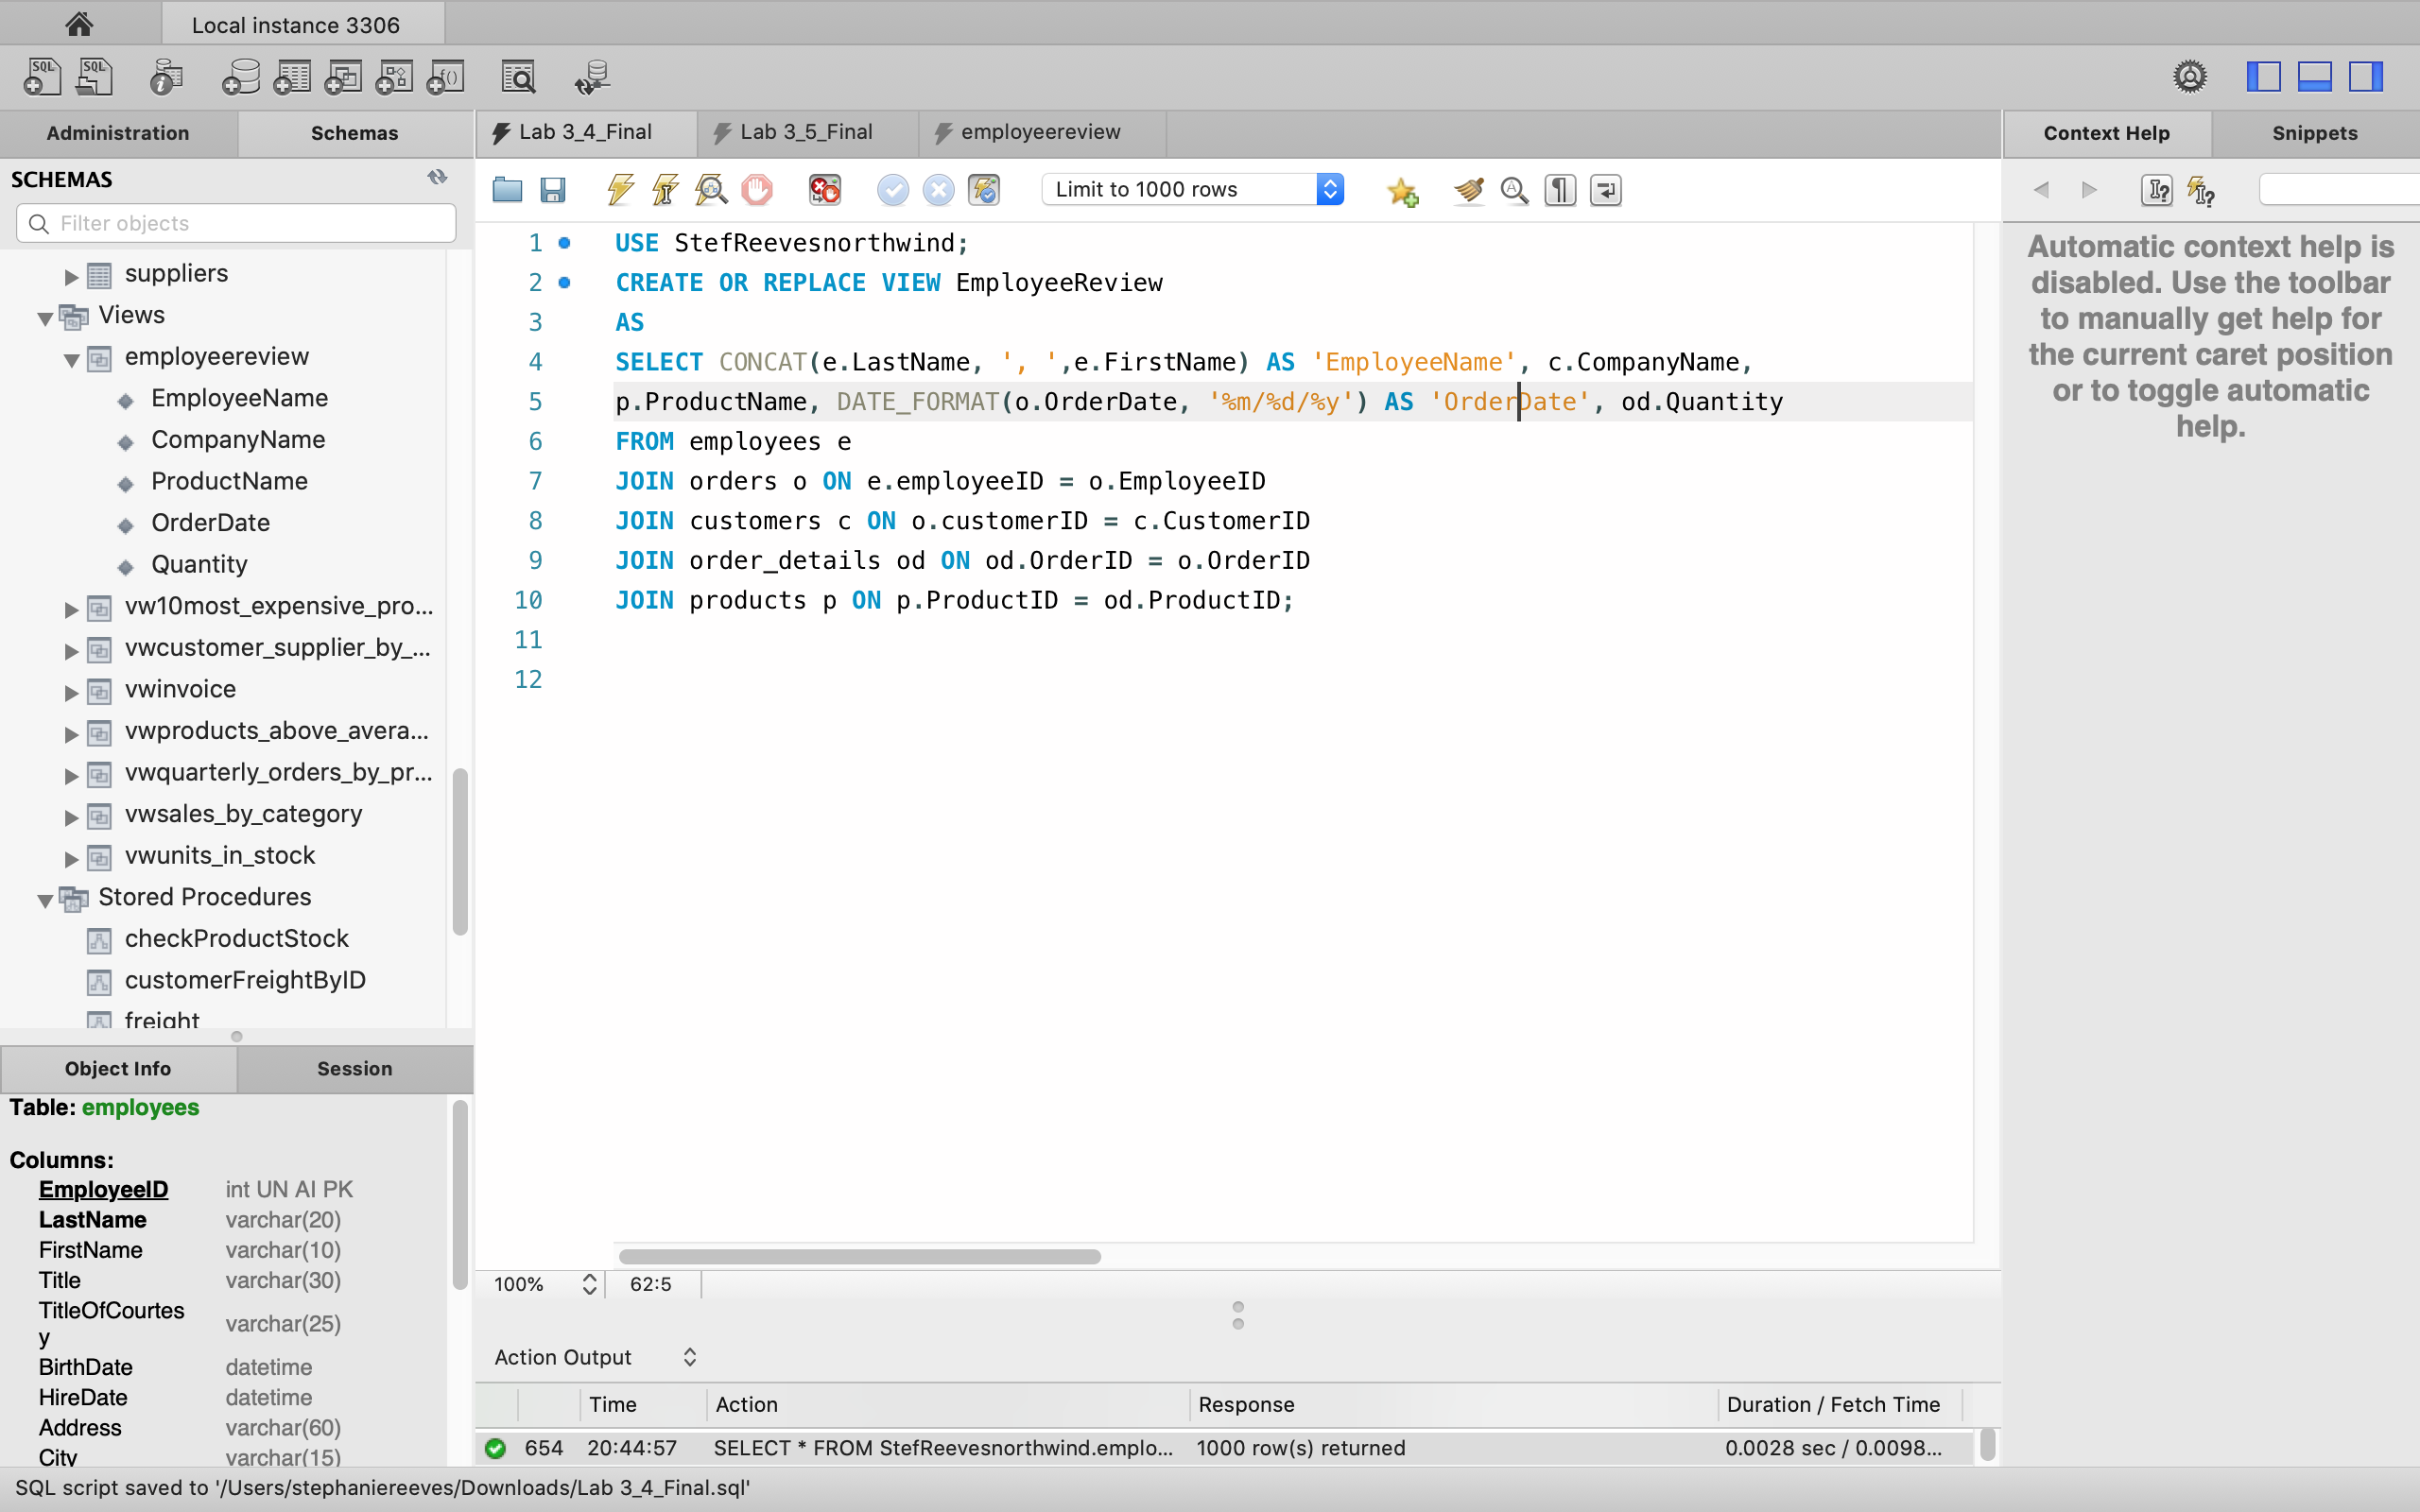 Local instance 3306
Administration
Schemas
Lab 3_4_Final
Lab 3_5_Final
employeereview
Context Help
Snippets
SCHEMAS
Filter objects
suppliers
Views
employeereview
EmployeeName
CompanyName
ProductName
OrderDate
Quantity
vw10most_expensive_pro...
vwcustomer_supplier_by_...
vwinvoice
vwproducts_above_avera...
vwquarterly_orders_by_pr...
vwsales_by_category
vwunits_in_stock
Stored Procedures
checkProductStock
customerFreightByID
freight
Object Info
Session
Table: employees
Columns:
EmployeeID int UN AI PK
LastName varchar(20)
FirstName varchar(10)
Title varchar(30)
TitleOfCourtes
y varchar(25)
BirthDate datetime
HireDate datetime
Address varchar(60)
City varchar(15)
Limit to 1000 rows
1 USE StefReevesnorthwind;
2 CREATE OR REPLACE VIEW EmployeeReview
3 AS
4 SELECT CONCAT(e.LastName, ', ',e.FirstName) AS 'EmployeeName', c.CompanyName,
5 p.ProductName, DATE_FORMAT(o.OrderDate, '%m/%d/%y') AS 'OrderDate', od.Quantity
6 FROM employees e
7 JOIN orders o ON e.employeeID = o.EmployeeID
8 JOIN customers c ON o.customerID = c.CustomerID
9 JOIN order_details od ON od.OrderID = o.OrderID
10 JOIN products p ON p.ProductID = od.ProductID;
11
12
100% 62:5
Action Output
Time Action Response Duration / Fetch Time
654 20:44:57 SELECT * FROM StefReevesnorthwind.emplo... 1000 row(s) returned 0.0028 sec / 0.0098...
Automatic context help is
disabled. Use the toolbar
to manually get help for
the current caret position
or to toggle automatic
help.
SQL script saved to '/Users/stephaniereeves/Downloads/Lab 3_4_Final.sql'